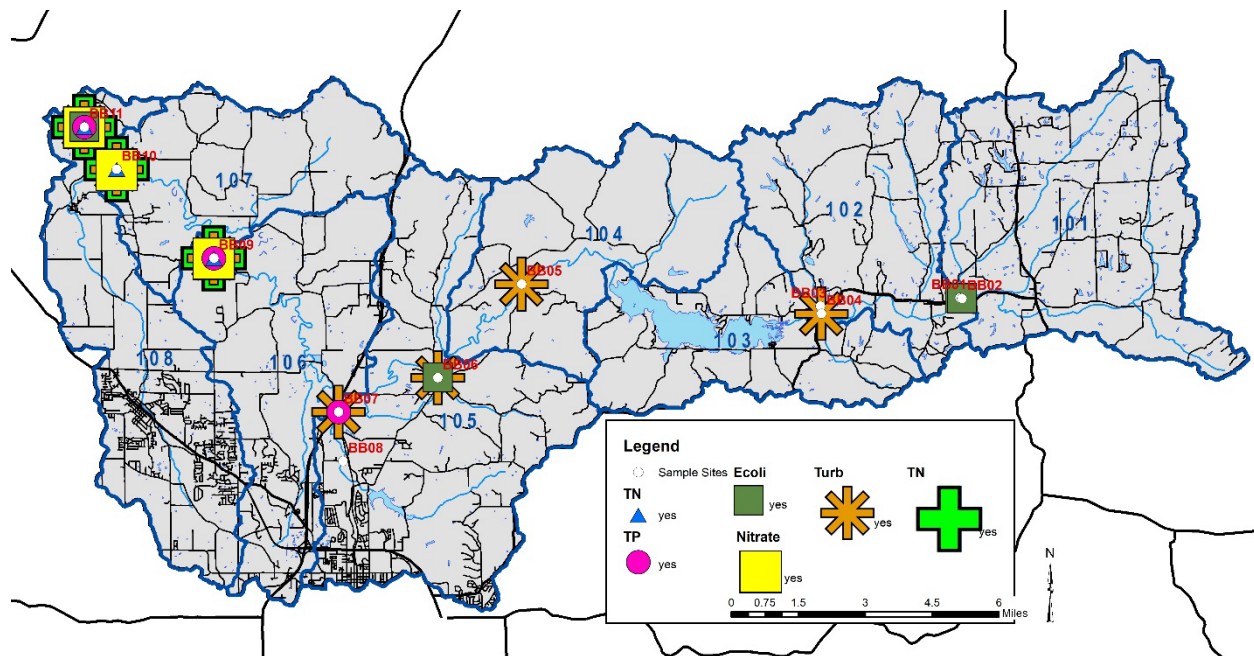 BB11
BB10
107
BB09
104
102
101
BB05
BB03
BB04
BB01BB02
103
108
106
BB06
BB07
105
BB08
Legend
Sample Sites
Ecoli
Turb
TN
TN
yes
yes
yes
yes
TP
Nitrate
yes
yes
N
0 0.75 1.5 3 4.5 6
Miles